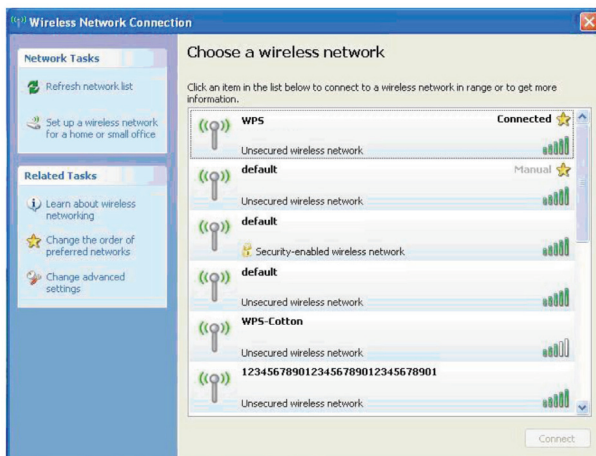 Wireless Network Connection
Network Tasks
Refresh network list
Set up a wireless network
for a home or small office
Related Tasks
Learn about wireless
networking
Change the order of
preferred networks
Change advanced
settings
Choose a wireless network
Click an item in the list below to connect to a wireless network in range or to get more
information.
WPS Connected
Unsecured wireless network
default Manual
Unsecured wireless network
default
Security-enabled wireless network
default
Unsecured wireless network
WPS-Cotton
Unsecured wireless network
1234567890123456789012345678901
Unsecured wireless network
Connect